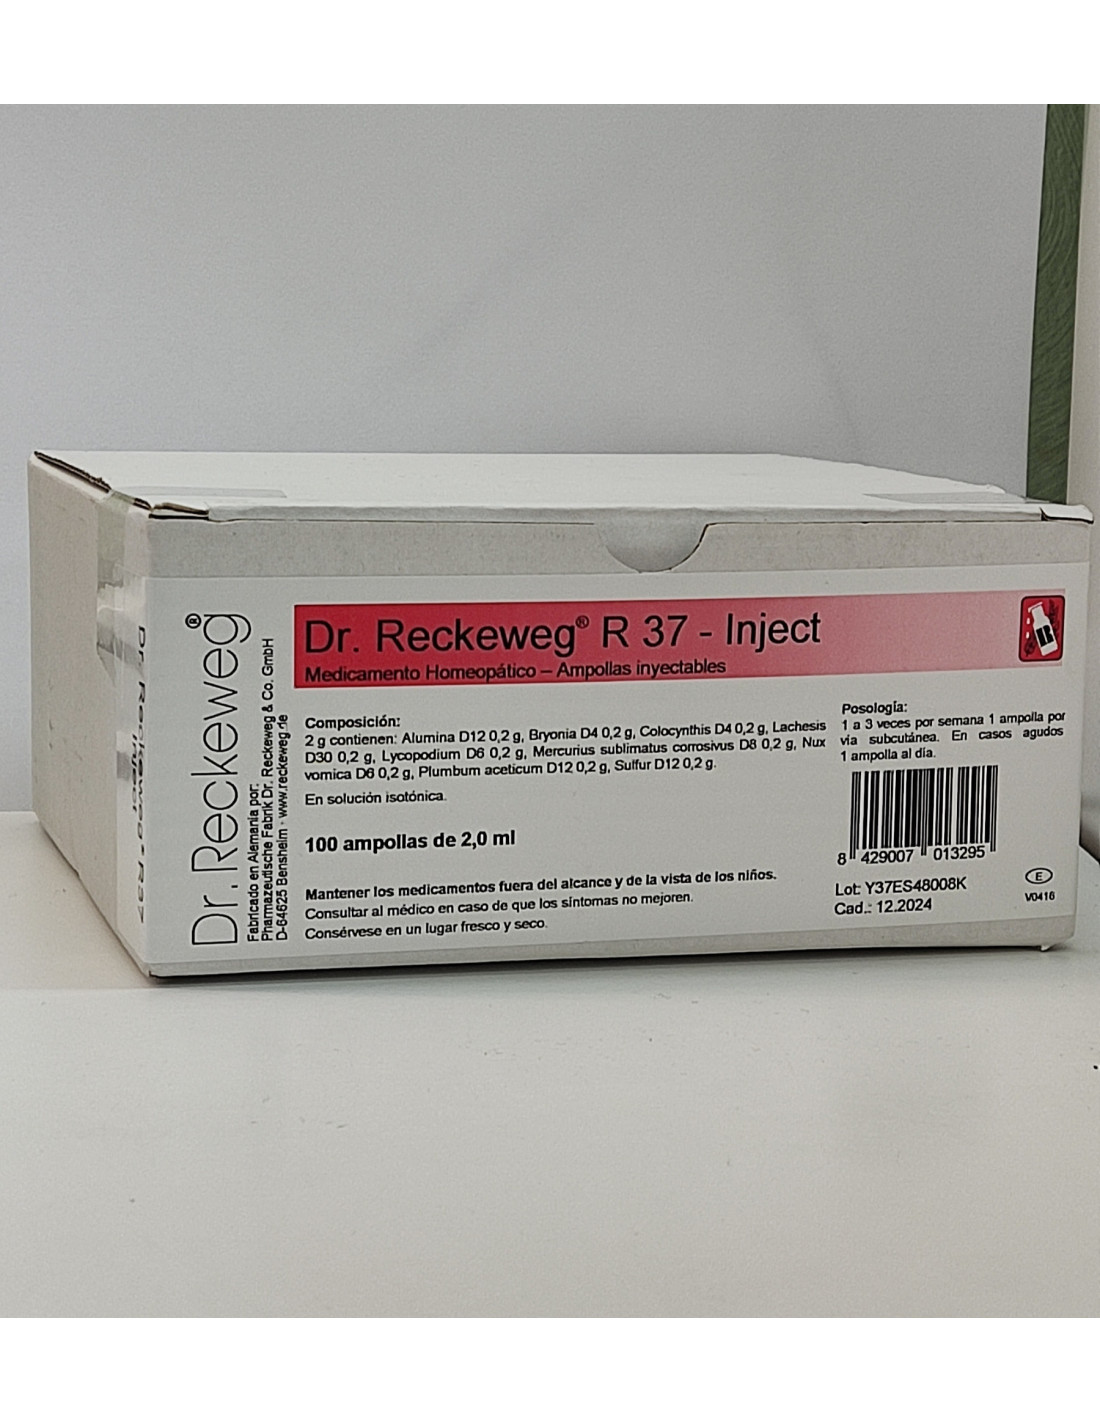 Dr. Reckeweg® R 37 - Inject
Medicamento Homeopático – Ampollas inyectables
Composición:
2 g contienen: Alumina D12 0,2 g, Bryonia D4 0,2 g, Colocynthis D4 0,2 g, Lachesis
D30 0,2 g, Lycopodium D6 0,2 g, Mercurius sublimatus corrosivus D8 0,2 g, Nux
vomica D6 0,2 g, Plumbum aceticum D12 0,2 g, Sulfur D12 0,2 g.
En solución isotónica.
100 ampollas de 2,0 ml
Mantener los medicamentos fuera del alcance y de la vista de los niños.
Consultar al médico en caso de que los síntomas no mejoren.
Consérvese en un lugar fresco y seco.
Posología:
1 a 3 veces por semana 1 ampolla por
vía subcutánea. En casos agudos
1 ampolla al día.
8 429007 013295
Lot: Y37ES48008K
Cad.: 12.2024
E
V0416
Dr. Reckeweg®
Fabricado en Alemania por:
Pharmazeutische Fabrik Dr. Reckeweg & Co. GmbH
D-64625 Bensheim · www.reckeweg.de
Dr. Reckeweg® R37
Inject
R